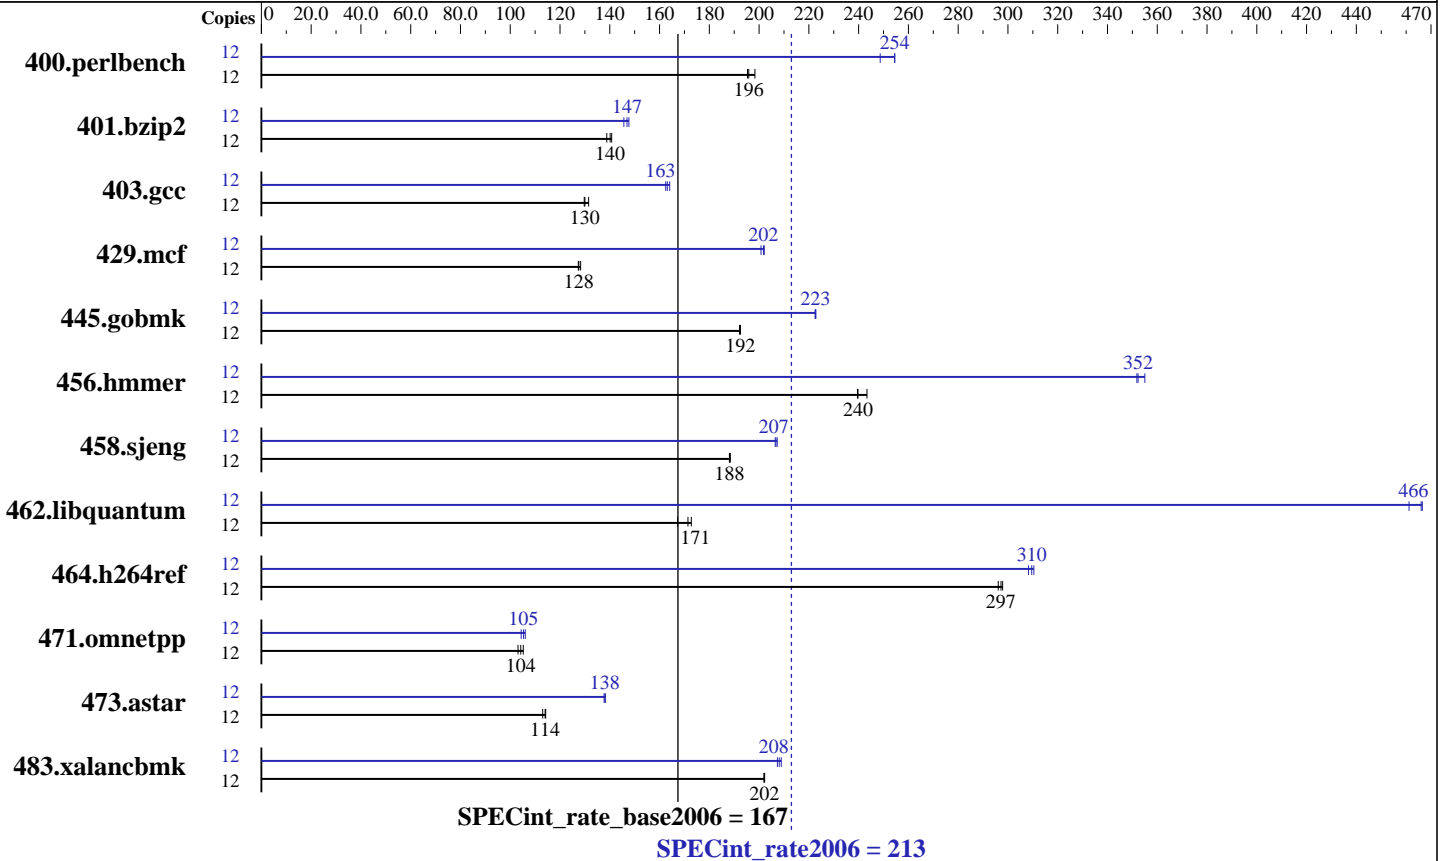 Copies 0 20.0 40.0 60.0 80.0 100 120 140 160 180 200 220 240 260 280 300 320 340 360 380 400 420 440 470
400.perlbench 12 254
12 196
401.bzip2 12 147
12 140
403.gcc 12 163
12 130
429.mcf 12 202
12 128
445.gobmk 12 223
12 192
456.hmmer 12 352
12 240
458.sjeng 12 207
12 188
462.libquantum 12 466
12 171
464.h264ref 12 310
12 297
471.omnetpp 12 105
12 104
473.astar 12 138
12 114
483.xalancbmk 12 208
12 202
SPECint_rate_base2006 = 167
SPECint_rate2006 = 213